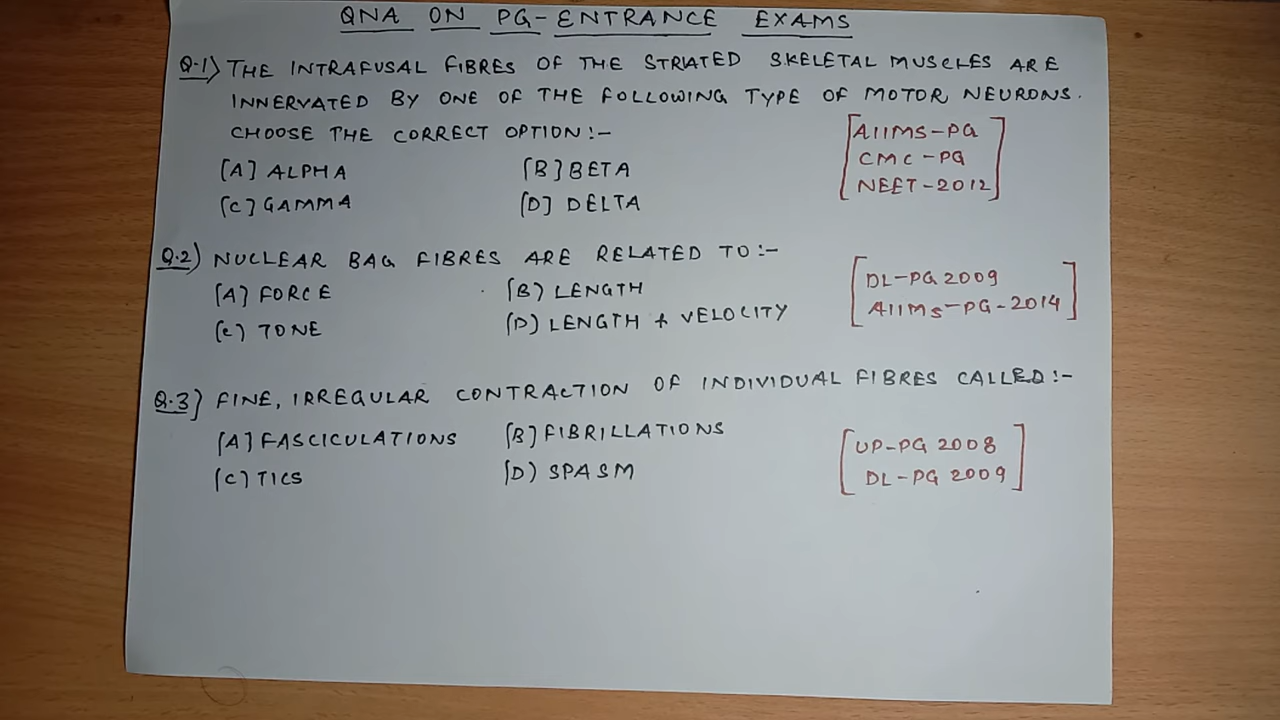 QNA ON PG-ENTRANCE EXAMS
Q.1) THE INTRAFUSAL FIBRES OF THE STRIATED SKELETAL MUSCLES ARE
INNERVATED BY ONE OF THE FOLLOWING TYPE OF MOTOR NEURONS.
CHOOSE THE CORRECT OPTION:-
[A] ALPHA [B] BETA
[C] GAMMA [D] DELTA
[AIIMS-PG
CMC-PG
NEET-2012]
Q.2) NUCLEAR BAG FIBRES ARE RELATED TO:-
[A] FORCE [B] LENGTH
[C] TONE [D] LENGTH + VELOCITY
[DL-PG 2009
AIIMS-PG-2014]
Q.3) FINE, IRREGULAR CONTRACTION OF INDIVIDUAL FIBRES CALLED:-
[A] FASCICULATIONS [B] FIBRILLATIONS
[C] TICS [D] SPASM
[UP-PG 2008
DL-PG 2009]